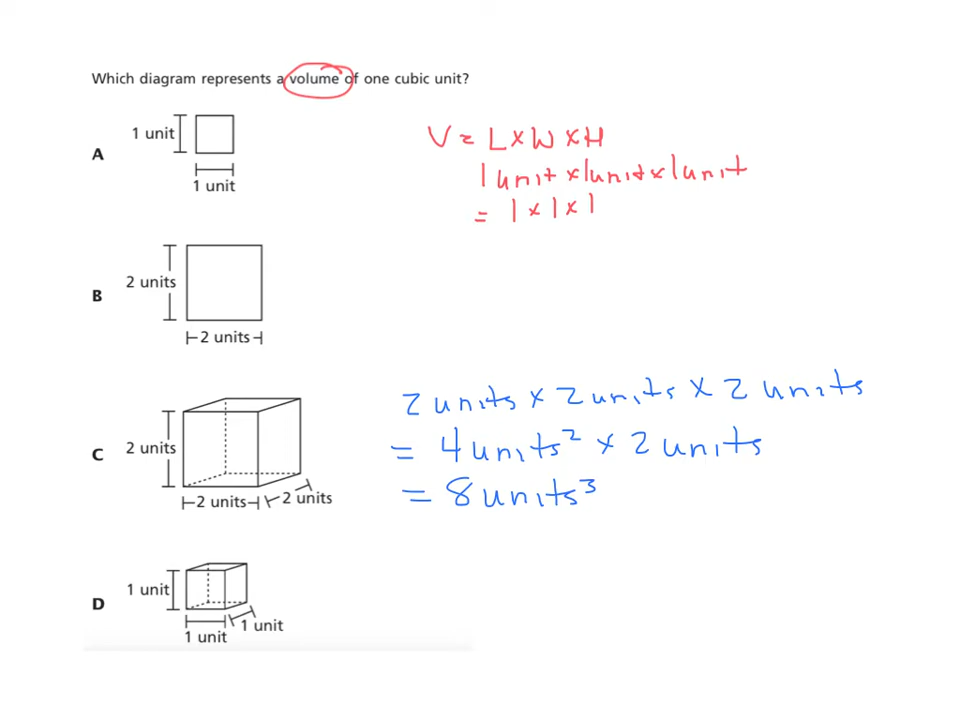 Which diagram represents a volume of one cubic unit?
A
1 unit
1 unit
V = L x W x H
1 unit x 1 unit x 1 unit
= 1 x 1 x 1
B
2 units
2 units
C
2 units
2 units
2 units
2 units x 2 units x 2 units
= 4 units² x 2 units
= 8 units³
D
1 unit
1 unit
1 unit